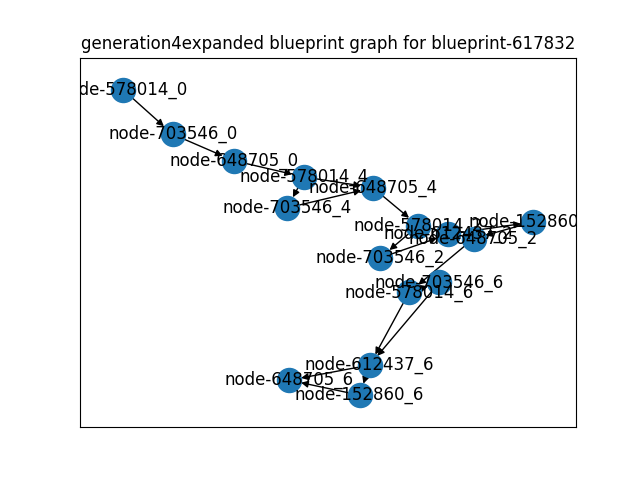 generation4expanded blueprint graph for blueprint-617832
de-578014_0
node-703546_0
node-648705_0
node-578014_4
node-648705_4
node-703546_4
node-152860
node-578014_2
node-612437_2
node-648705_2
node-703546_2
node-703546_6
node-578014_6
node-612437_6
node-648705_6
node-152860_6